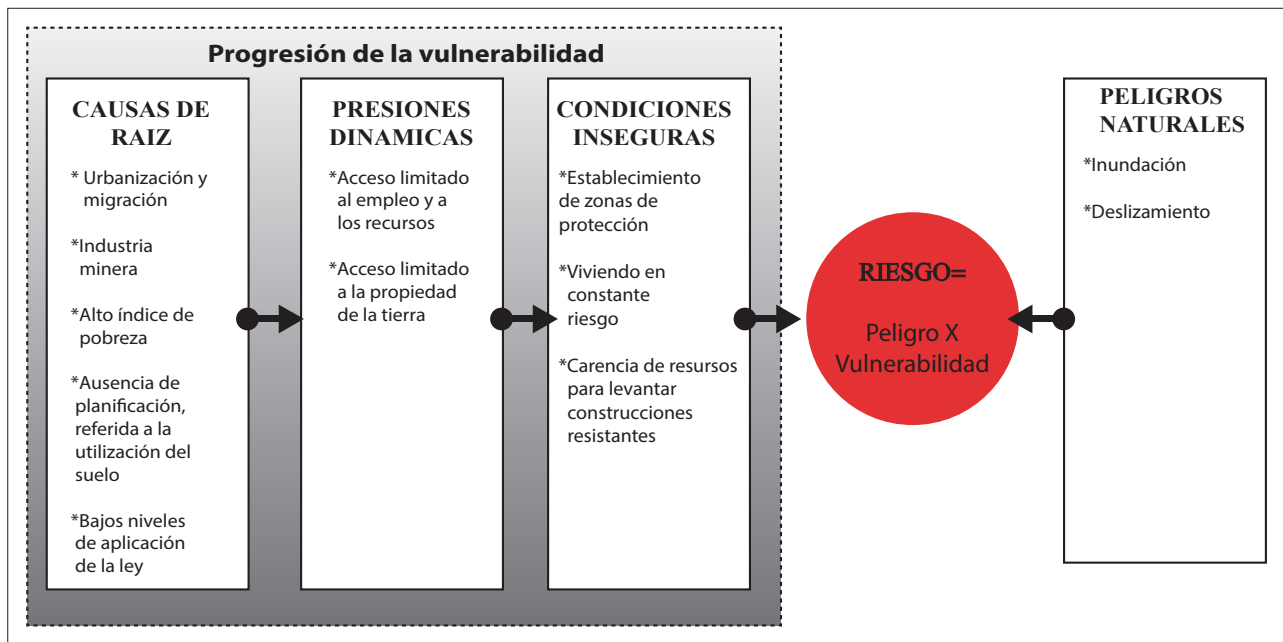 Progresión de la vulnerabilidad
CAUSAS DE
RAIZ
* Urbanización y
migración
*Industria
minera
*Alto índice de
pobreza
*Ausencia de
planificación,
referida a la
utilización del
suelo
*Bajos niveles
de aplicación
de la ley
PRESIONES
DINAMICAS
*Acceso limitado
al empleo y a
los recursos
*Acceso limitado
a la propiedad
de la tierra
CONDICIONES
INSEGURAS
*Establecimiento
de zonas de
protección
*Viviendo en
constante
riesgo
*Carencia de recursos
para levantar
construcciones
resistantes
RIESGO=
Peligro X
Vulnerabilidad
PELIGROS
NATURALES
*Inundación
*Deslizamiento